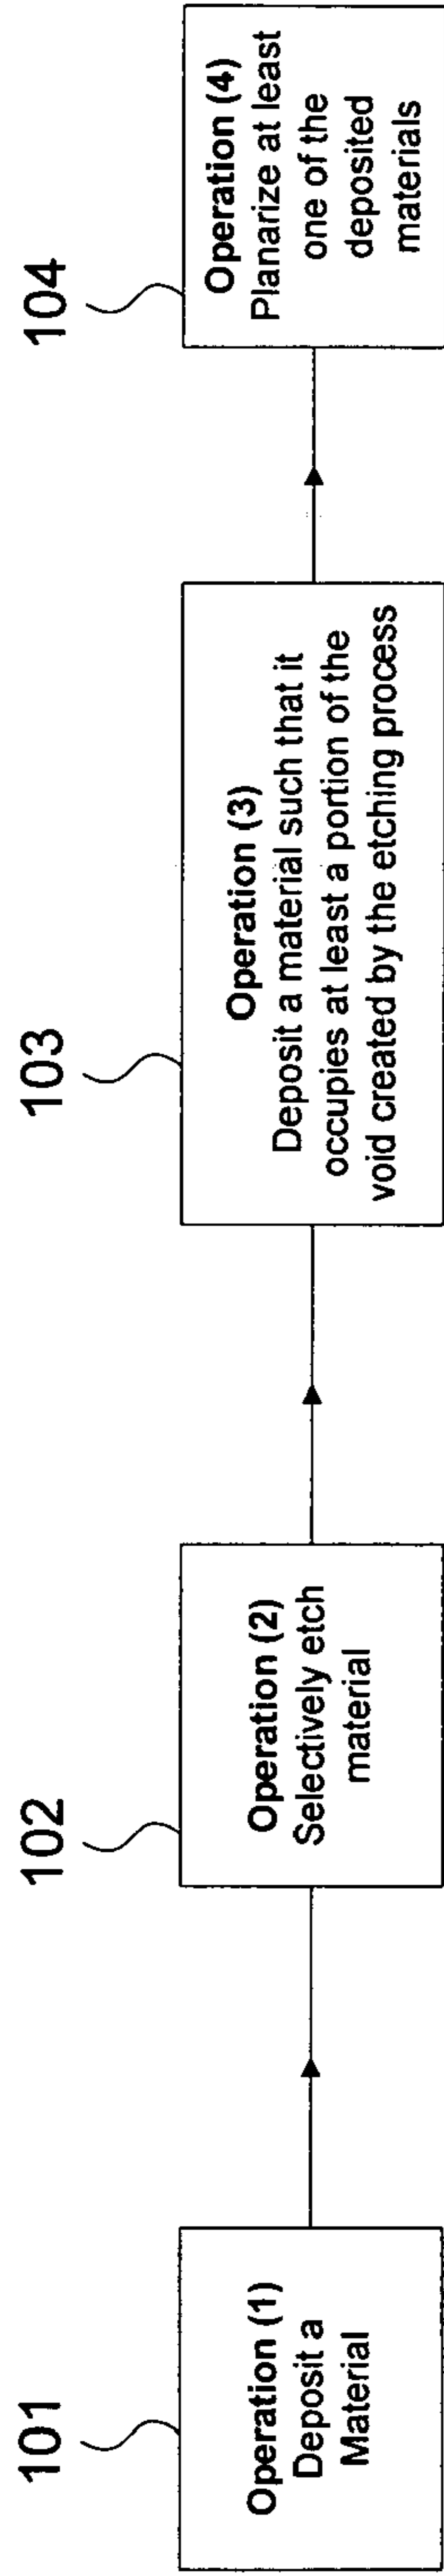 101
Operation (1)
Deposit a
Material
102
Operation (2)
Selectively etch
material
103
Operation (3)
Deposit a material such that it
occupies at least a portion of the
void created by the etching process
104
Operation (4)
Planarize at least
one of the
deposited
materials